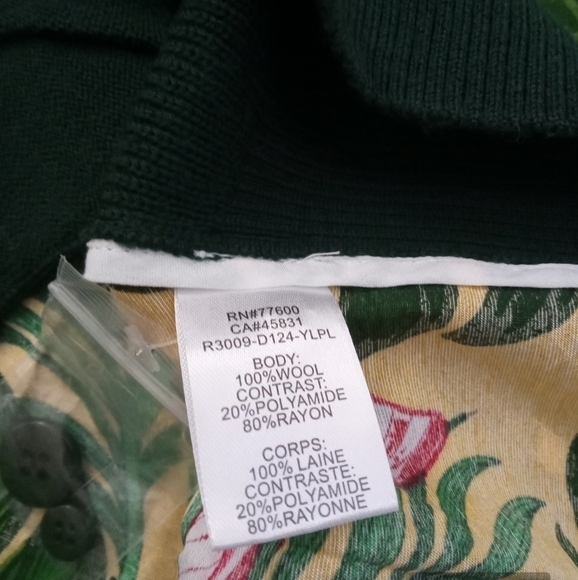 RN#77600
CA#45831
R3009-D124-YLPL
BODY:
100%WOOL
CONTRAST:
20%POLYAMIDE
80%RAYON
CORPS:
100% LAINE
CONTRASTE:
20%POLYAMIDE
80%RAYONNE